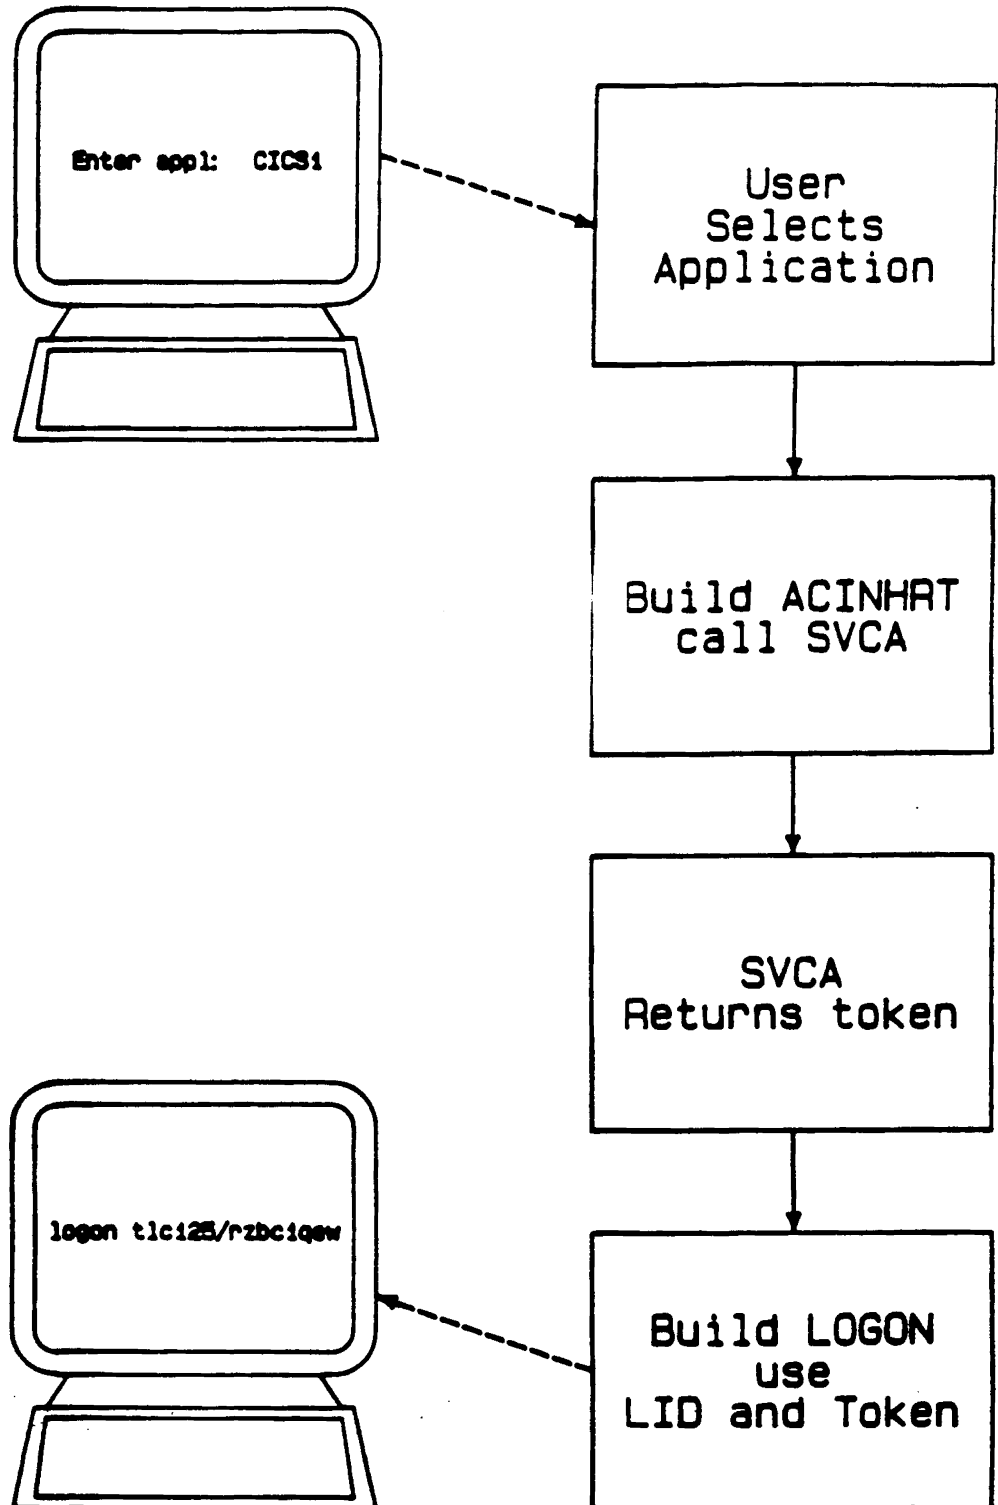 Enter appl: CICS1
User
Selects
Application
Build ACINHRT
call SVCA
SVCA
Returns token
logon tlc125/rzbciqew
Build LOGON
use
LID and Token